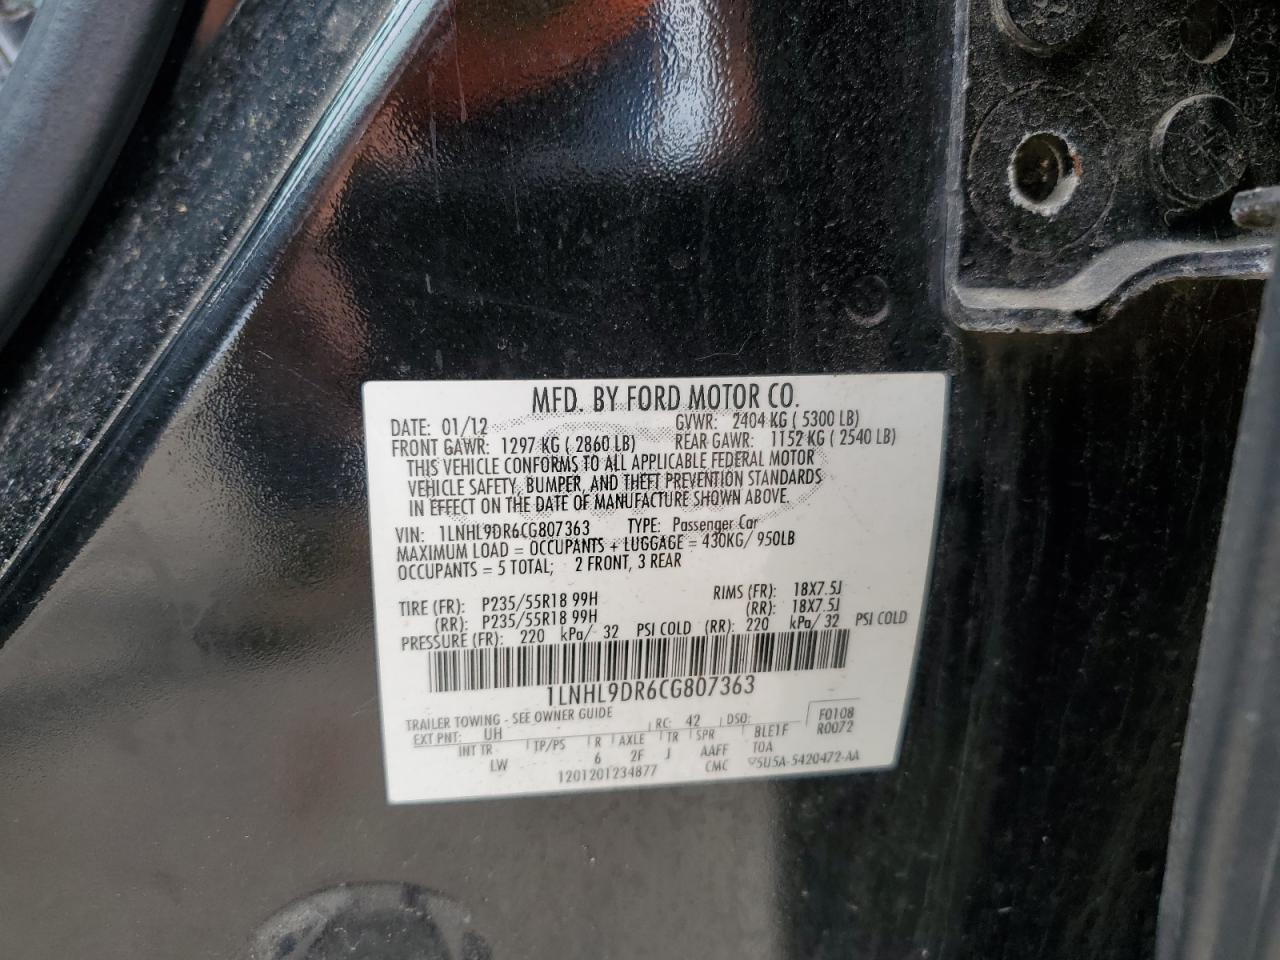 MFD. BY FORD MOTOR CO.
DATE: 01/12 GVWR: 2404 KG ( 5300 LB)
FRONT GAWR: 1297 KG ( 2860 LB) REAR GAWR: 1152 KG ( 2540 LB)
THIS VEHICLE CONFORMS TO ALL APPLICABLE FEDERAL MOTOR
VEHICLE SAFETY, BUMPER, AND THEFT PREVENTION STANDARDS
IN EFFECT ON THE DATE OF MANUFACTURE SHOWN ABOVE.
VIN: 1LNHL9DR6CG807363 TYPE: Passenger Car
MAXIMUM LOAD = OCCUPANTS + LUGGAGE = 430KG/ 950LB
OCCUPANTS = 5 TOTAL; 2 FRONT, 3 REAR
TIRE (FR): P235/55R18 99H RIMS (FR): 18X7.5J
(RR): P235/55R18 99H (RR): 18X7.5J
PRESSURE (FR): 220 kPa/ 32 PSI COLD (RR): 220 kPa/ 32 PSI COLD
1LNHL9DR6CG807363
TRAILER TOWING - SEE OWNER GUIDE
EXT PNT: UH RC: 42 DSO: F0108
INT TR TP/PS R AXLE TR SPR BLE1F R0072
LW 6 2F J AAFF TOA
1201201234877 CMC 5U5A-5420472-AA